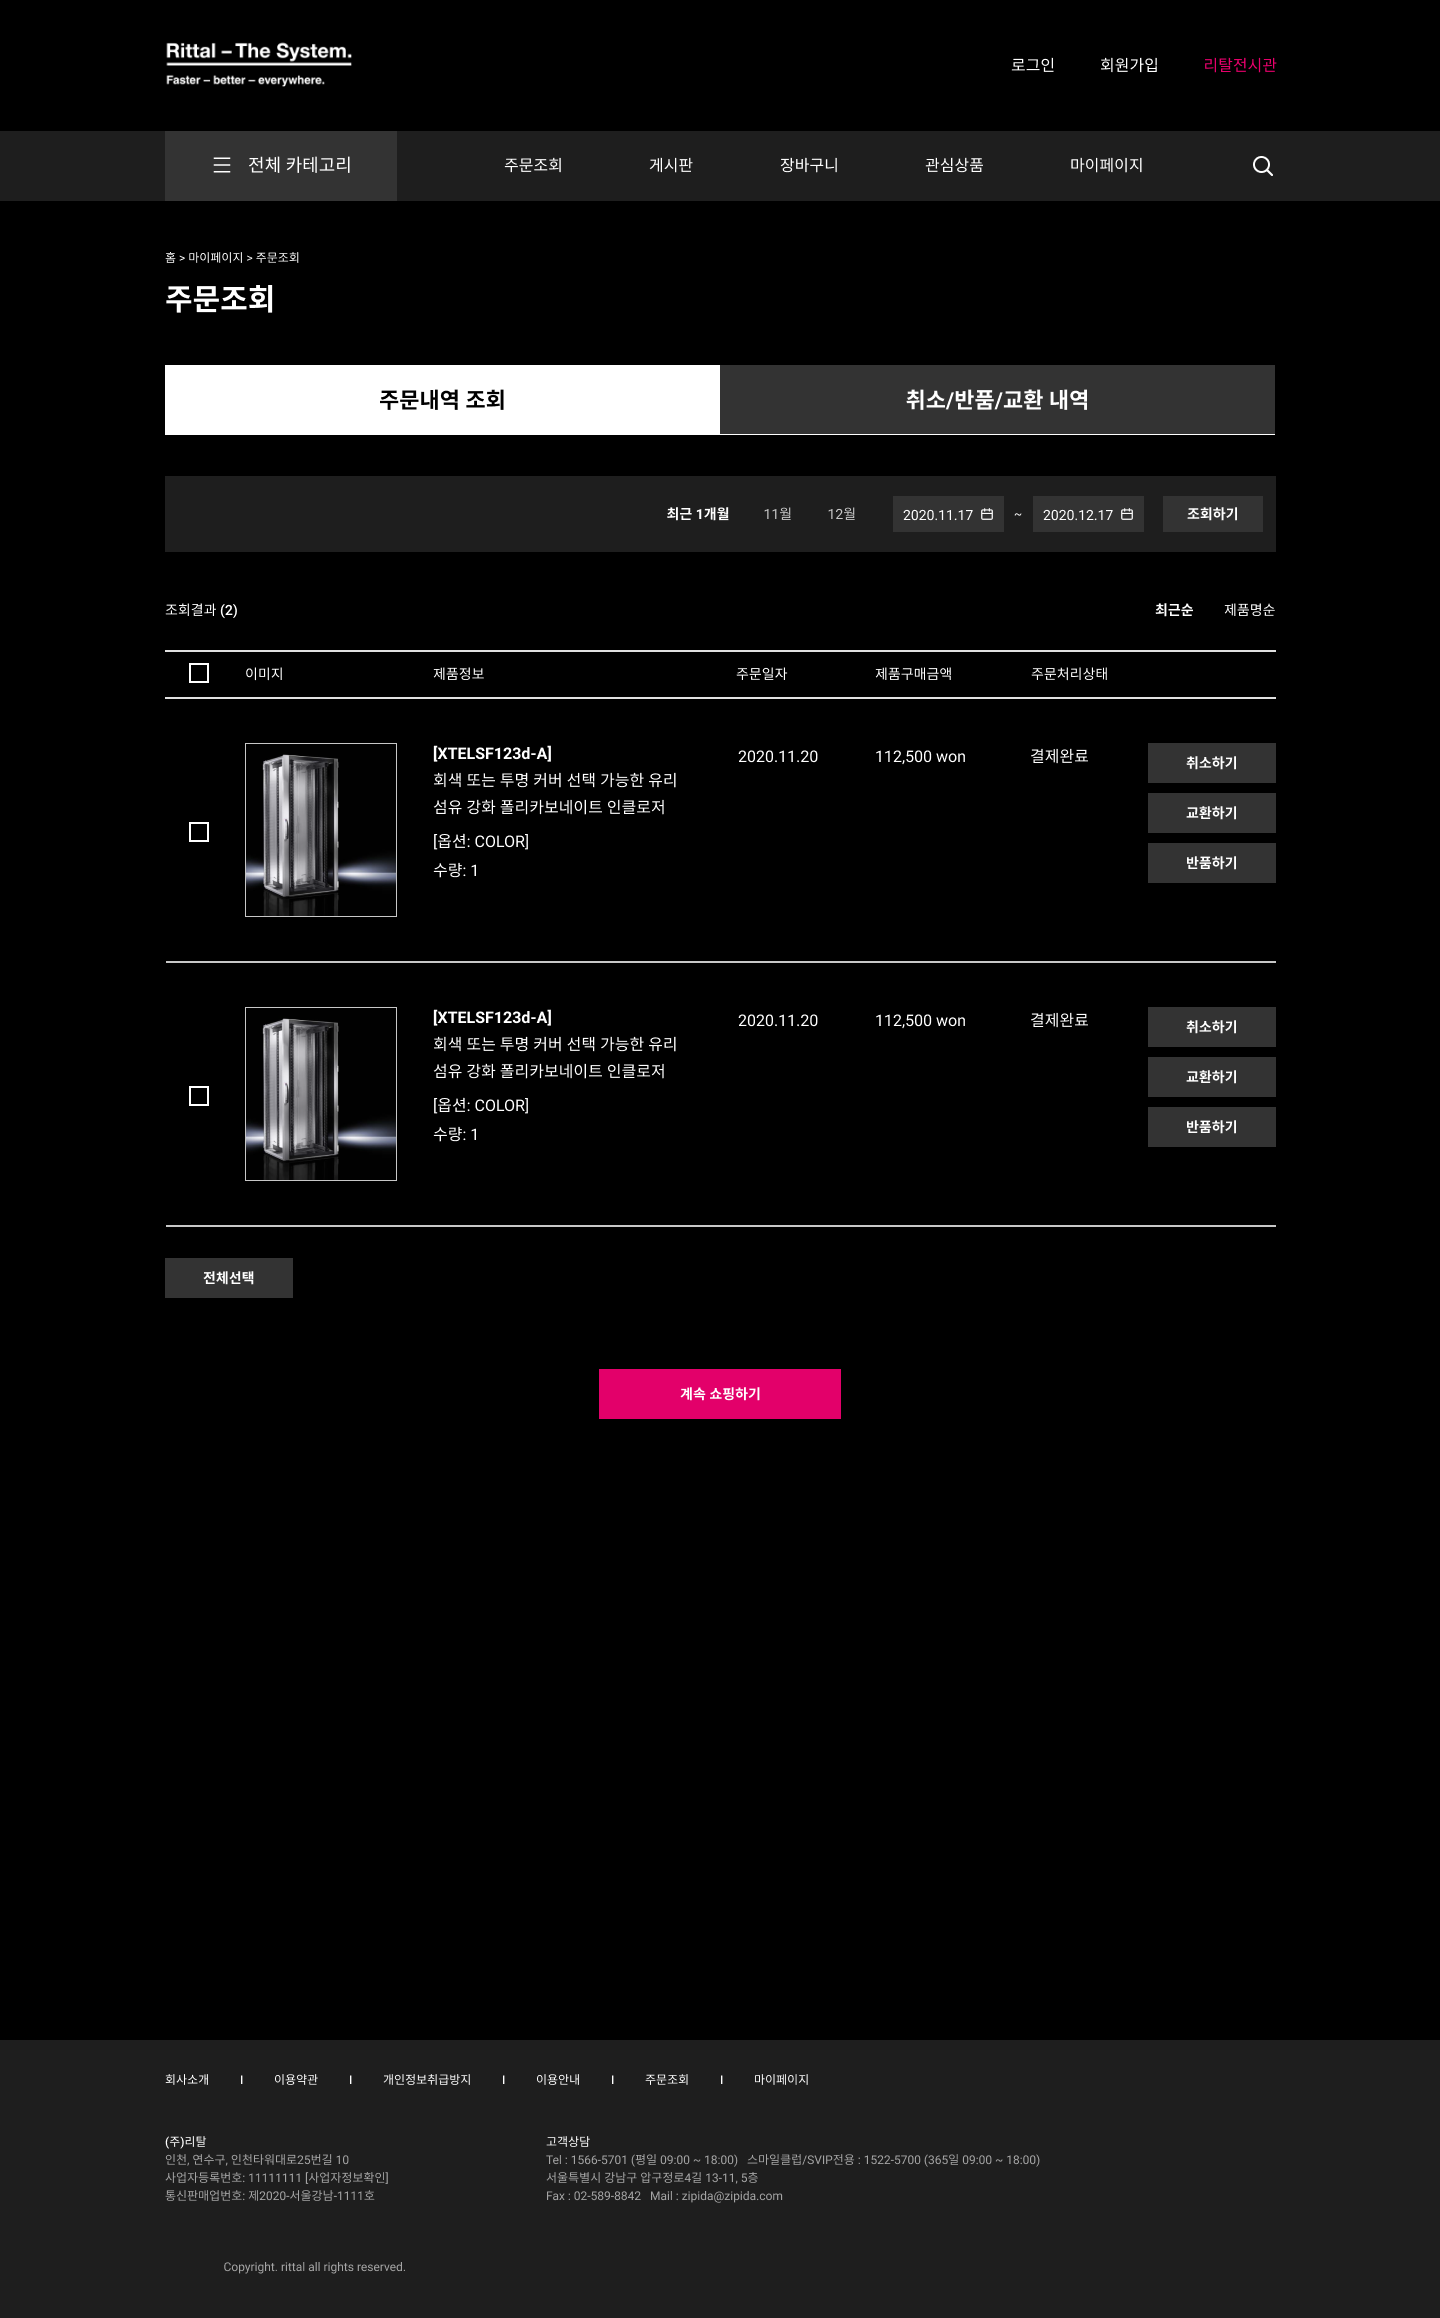 Rittal – The System.
Faster – better – everywhere.
로그인 회원가입 리탈전시관
전체 카테고리 주문조회 게시판 장바구니 관심상품 마이페이지
홈 > 마이페이지 > 주문조회
주문조회
주문내역 조회 취소/반품/교환 내역
최근 1개월 11월 12월 2020.11.17 ~ 2020.12.17 조회하기
조회결과 (2) 최근순 제품명순
이미지 제품정보 주문일자 제품구매금액 주문처리상태
[XTELSF123d-A] 2020.11.20 112,500 won 결제완료 취소하기
회색 또는 투명 커버 선택 가능한 유리
섬유 강화 폴리카보네이트 인클로저 교환하기
[옵션: COLOR]
수량: 1 반품하기
[XTELSF123d-A] 2020.11.20 112,500 won 결제완료 취소하기
회색 또는 투명 커버 선택 가능한 유리
섬유 강화 폴리카보네이트 인클로저 교환하기
[옵션: COLOR]
수량: 1 반품하기
전체선택
계속 쇼핑하기
회사소개 I 이용약관 I 개인정보취급방지 I 이용안내 I 주문조회 I 마이페이지
(주)리탈
인천, 연수구, 인천타워대로25번길 10
사업자등록번호: 11111111 [사업자정보확인]
통신판매업번호: 제2020-서울강남-1111호
고객상담
Tel : 1566-5701 (평일 09:00 ~ 18:00) 스마일클럽/SVIP전용 : 1522-5700 (365일 09:00 ~ 18:00)
서울특별시 강남구 압구정로4길 13-11, 5층
Fax : 02-589-8842 Mail : zipida@zipida.com
Copyright. rittal all rights reserved.